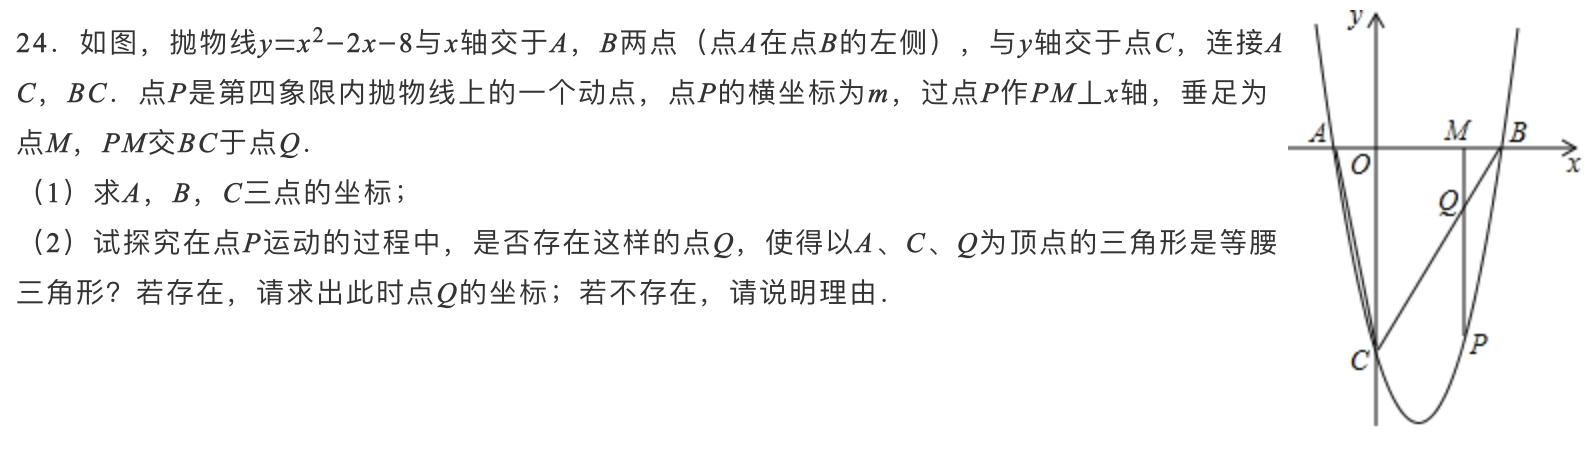 24．如图，抛物线y=x²−2x−8与x轴交于A，B两点（点A在点B的左侧），与y轴交于点C，连接A
C，BC．点P是第四象限内抛物线上的一个动点，点P的横坐标为m，过点P作PM⊥x轴，垂足为
点M，PM交BC于点Q．
（1）求A，B，C三点的坐标；
（2）试探究在点P运动的过程中，是否存在这样的点Q，使得以A、C、Q为顶点的三角形是等腰
三角形？若存在，请求出此时点Q的坐标；若不存在，请说明理由．
y
A
M
B
O
x
Q
C
P